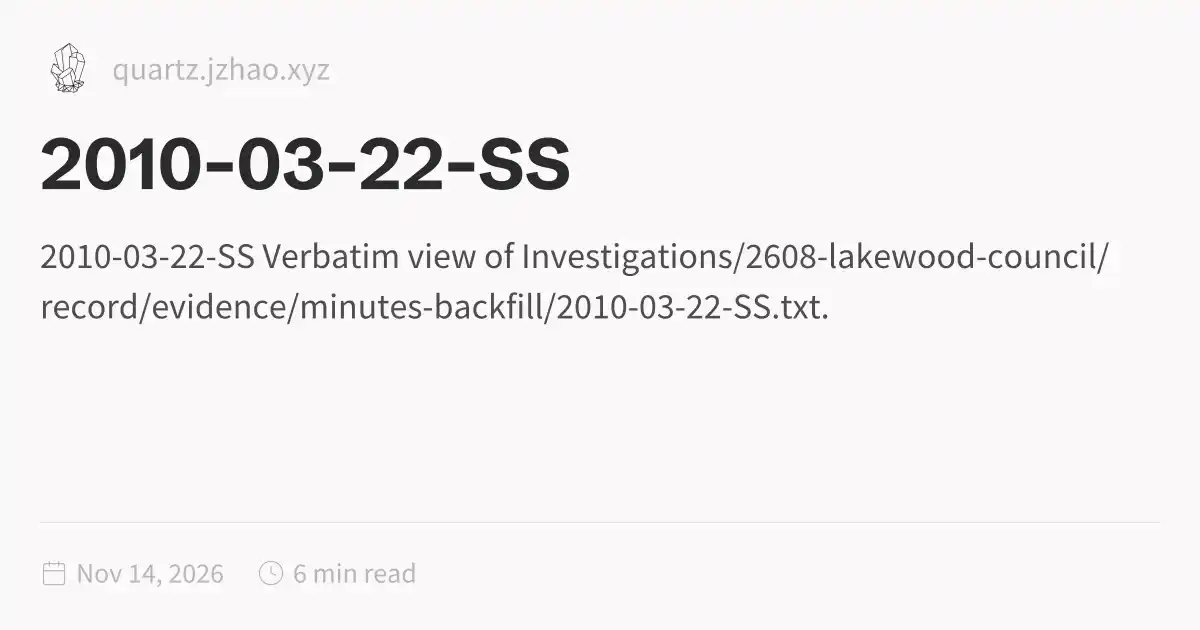 quartz.jzhao.xyz
2010-03-22-SS
2010-03-22-SS Verbatim view of Investigations/2608-lakewood-council/
record/evidence/minutes-backfill/2010-03-22-SS.txt.
Nov 14, 2026 6 min read